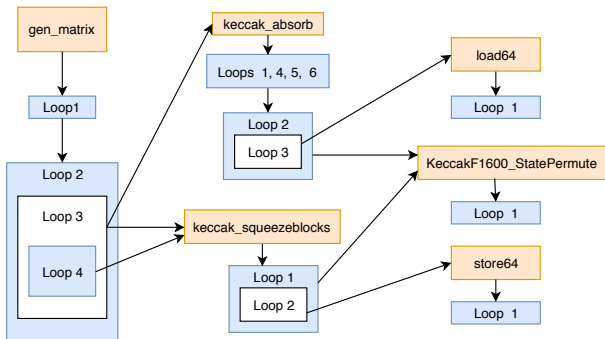 gen_matrix
Loop1
Loop 2
Loop 3
Loop 4
keccak_absorb
Loops 1, 4, 5, 6
Loop 2
Loop 3
keccak_squeezeblocks
Loop 1
Loop 2
load64
Loop 1
KeccakF1600_StatePermute
Loop 1
store64
Loop 1